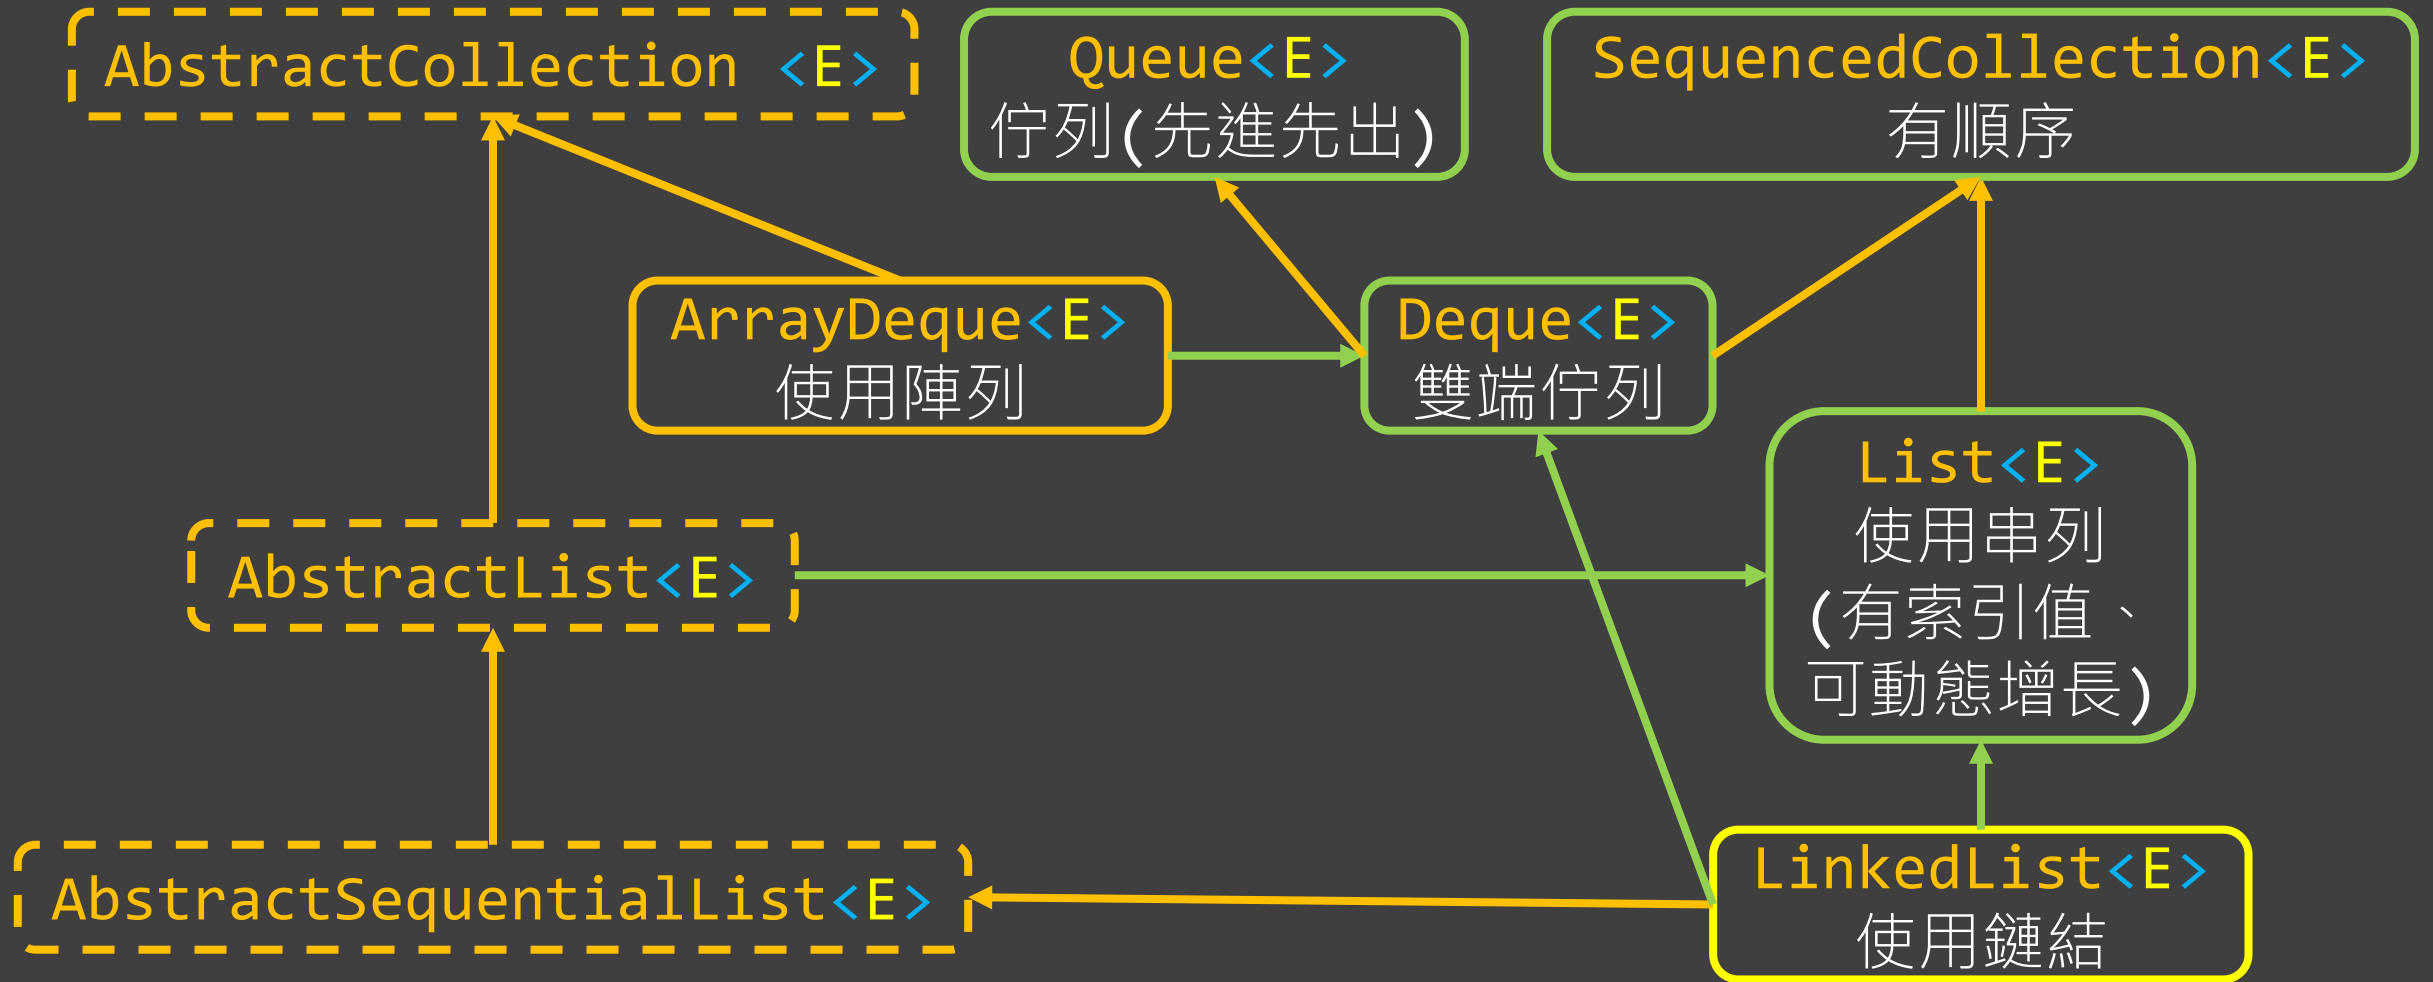 AbstractCollection <E>
Queue<E>
佇列(先進先出)
SequencedCollection<E>
有順序
ArrayDeque<E>
使用陣列
Deque<E>
雙端佇列
List<E>
使用串列
(有索引值、
可動態增長)
AbstractList<E>
AbstractSequentialList<E>
LinkedList<E>
使用鏈結